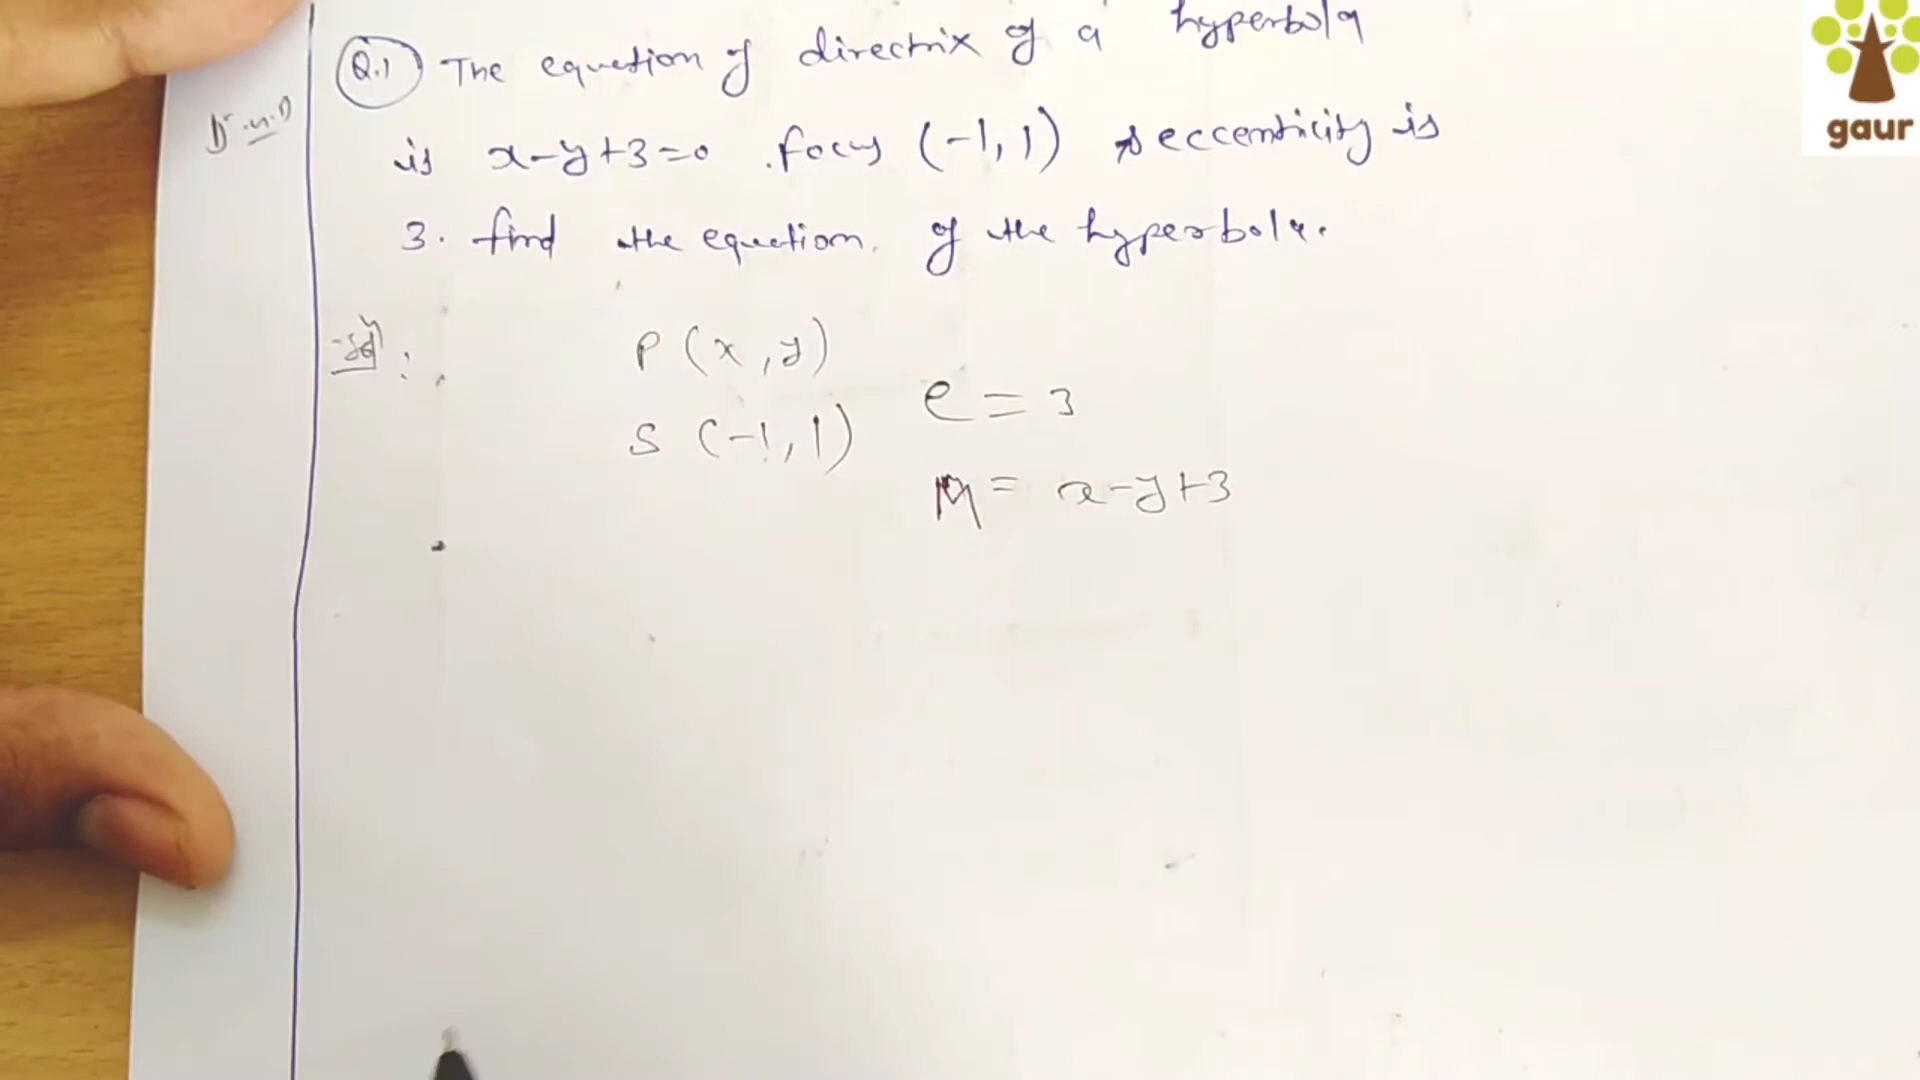 Q.1 The equation of directrix of a hyperbola
is x-y+3=0 . focus (-1, 1) & eccentricity is
3. find the equation of the hyperbola.
Sol :
P (x, y)
S (-1, 1)
e = 3
M = x-y+3
gaur